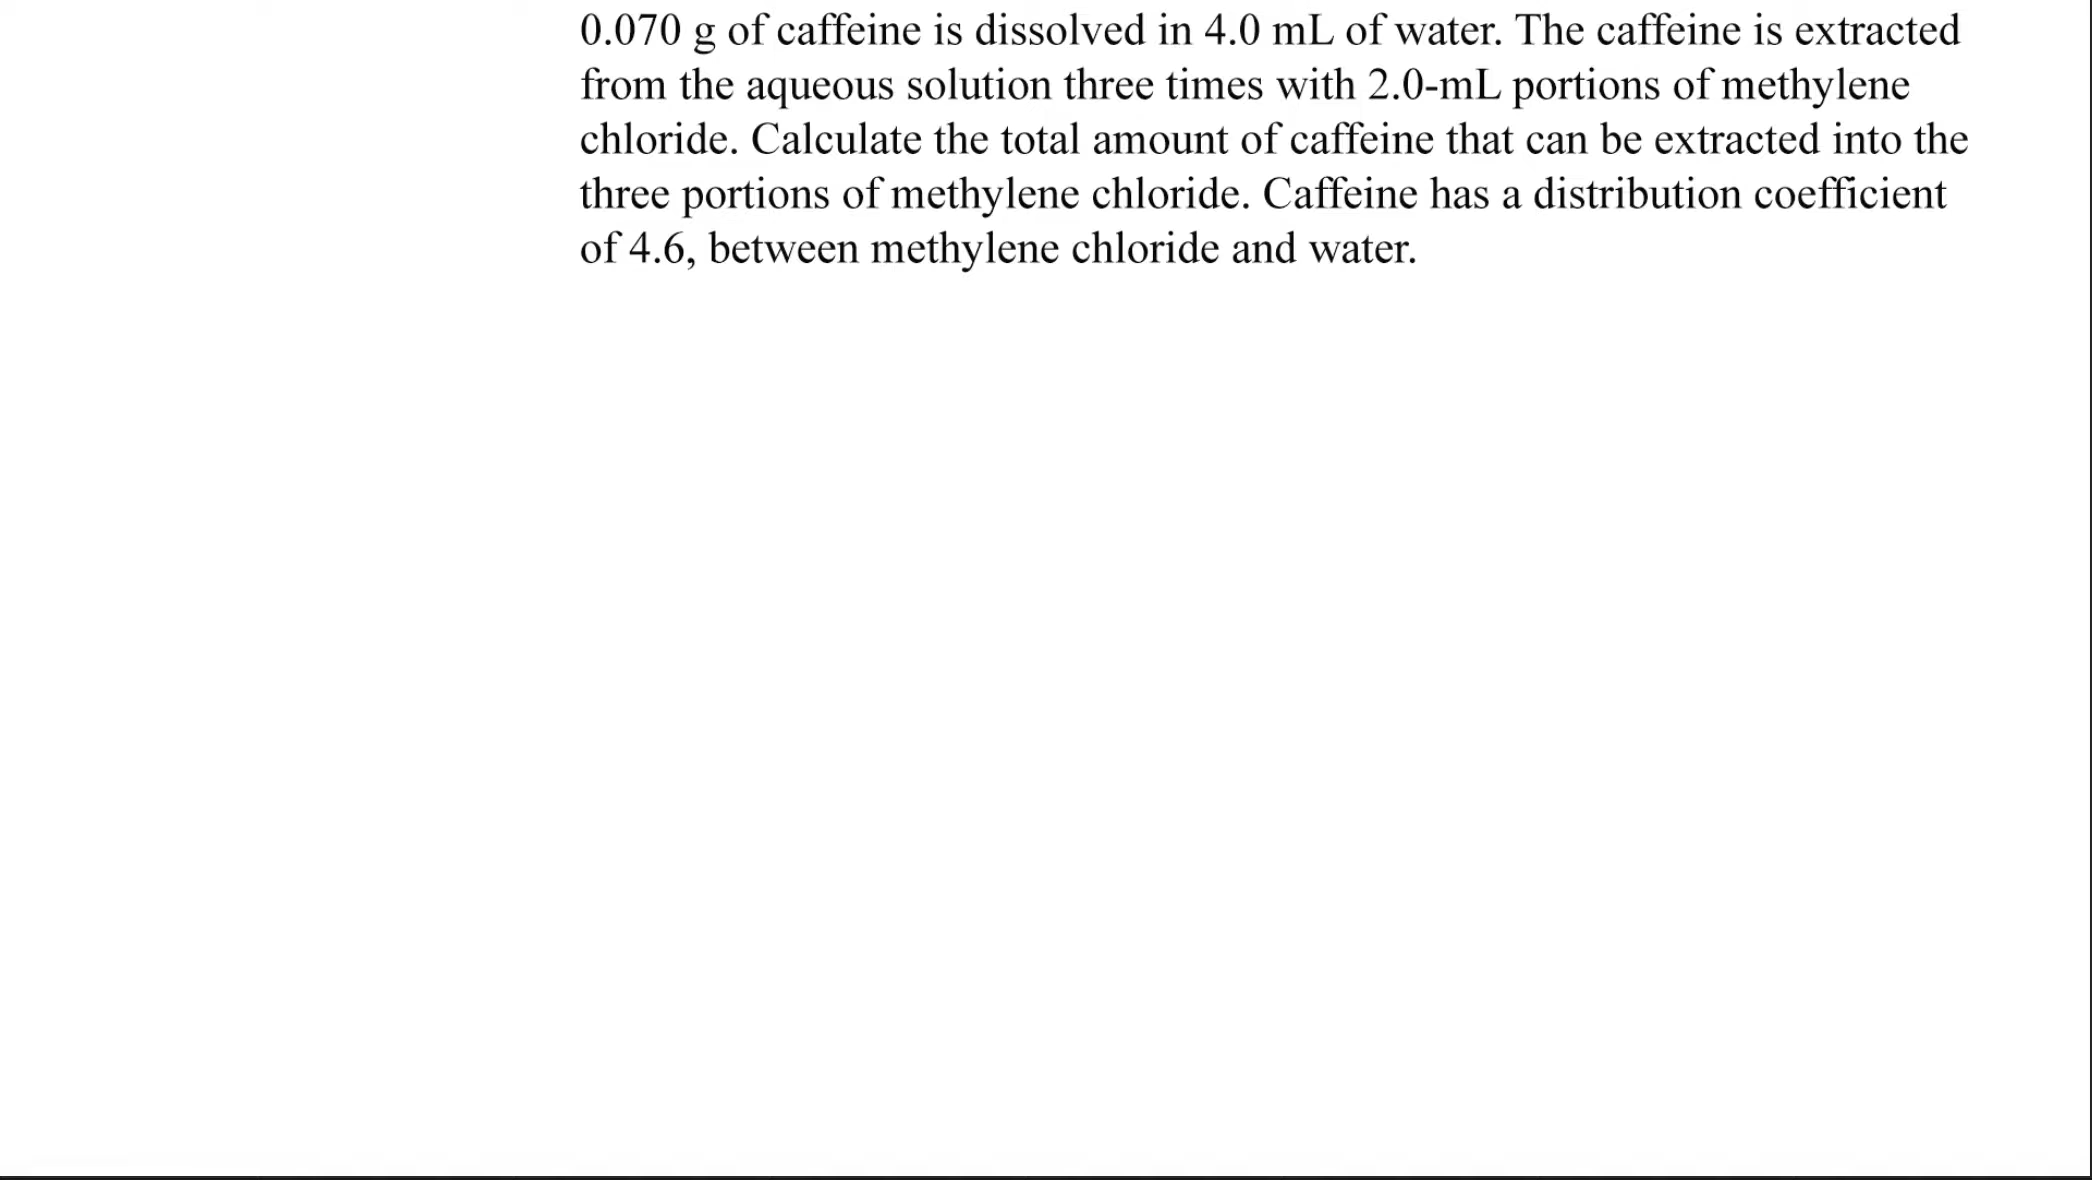 0.070 g of caffeine is dissolved in 4.0 mL of water. The caffeine is extracted
from the aqueous solution three times with 2.0-mL portions of methylene
chloride. Calculate the total amount of caffeine that can be extracted into the
three portions of methylene chloride. Caffeine has a distribution coefficient
of 4.6, between methylene chloride and water.